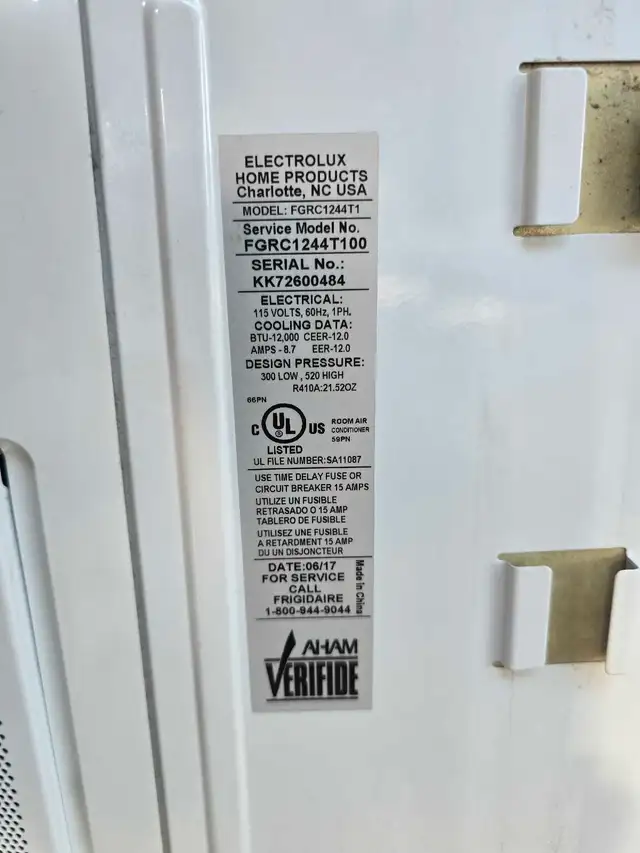 ELECTROLUX
HOME PRODUCTS
Charlotte, NC USA
MODEL: FGRC1244T1
Service Model No.
FGRC1244T100
SERIAL No.:
KK72600484
ELECTRICAL:
115 VOLTS, 60Hz, 1PH.
COOLING DATA:
BTU-12,000 CEER-12.0
AMPS - 8.7 EER-12.0
DESIGN PRESSURE:
300 LOW , 520 HIGH
R410A:21.52OZ
66PN
C UL US
®
ROOM AIR
CONDITIONER
59PN
LISTED
UL FILE NUMBER:SA11087
USE TIME DELAY FUSE OR
CIRCUIT BREAKER 15 AMPS
UTILIZE UN FUSIBLE
RETRASADO O 15 AMP
TABLERO DE FUSIBLE
UTILISEZ UNE FUSIBLE
A RETARDMENT 15 AMP
DU UN DISJONCTEUR
DATE:06/17
FOR SERVICE
CALL
FRIGIDAIRE
1-800-944-9044
Made in China
AHAM
VERIFIDE